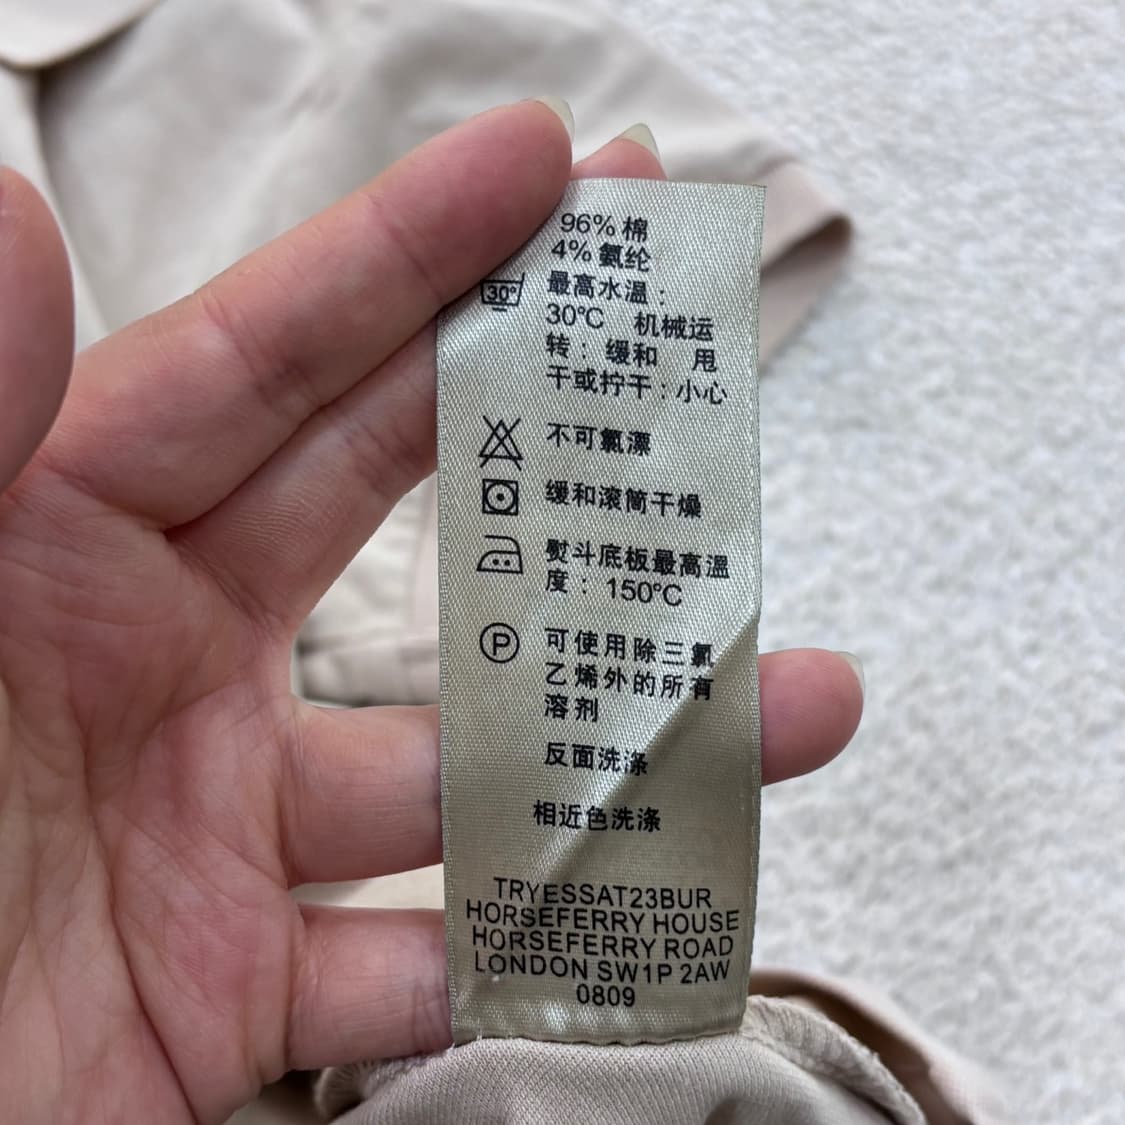 96% 棉
4% 氨纶
30°
最高水温：
30°C 机械运
转：缓和 甩
干或拧干：小心
不可氯漂
缓和滚筒干燥
熨斗底板最高温
度：150°C
P
可使用除三氯
乙烯外的所有
溶剂
反面洗涤
相近色洗涤
TRYESSAT23BUR
HORSEFERRY HOUSE
HORSEFERRY ROAD
LONDON SW1P 2AW
0809